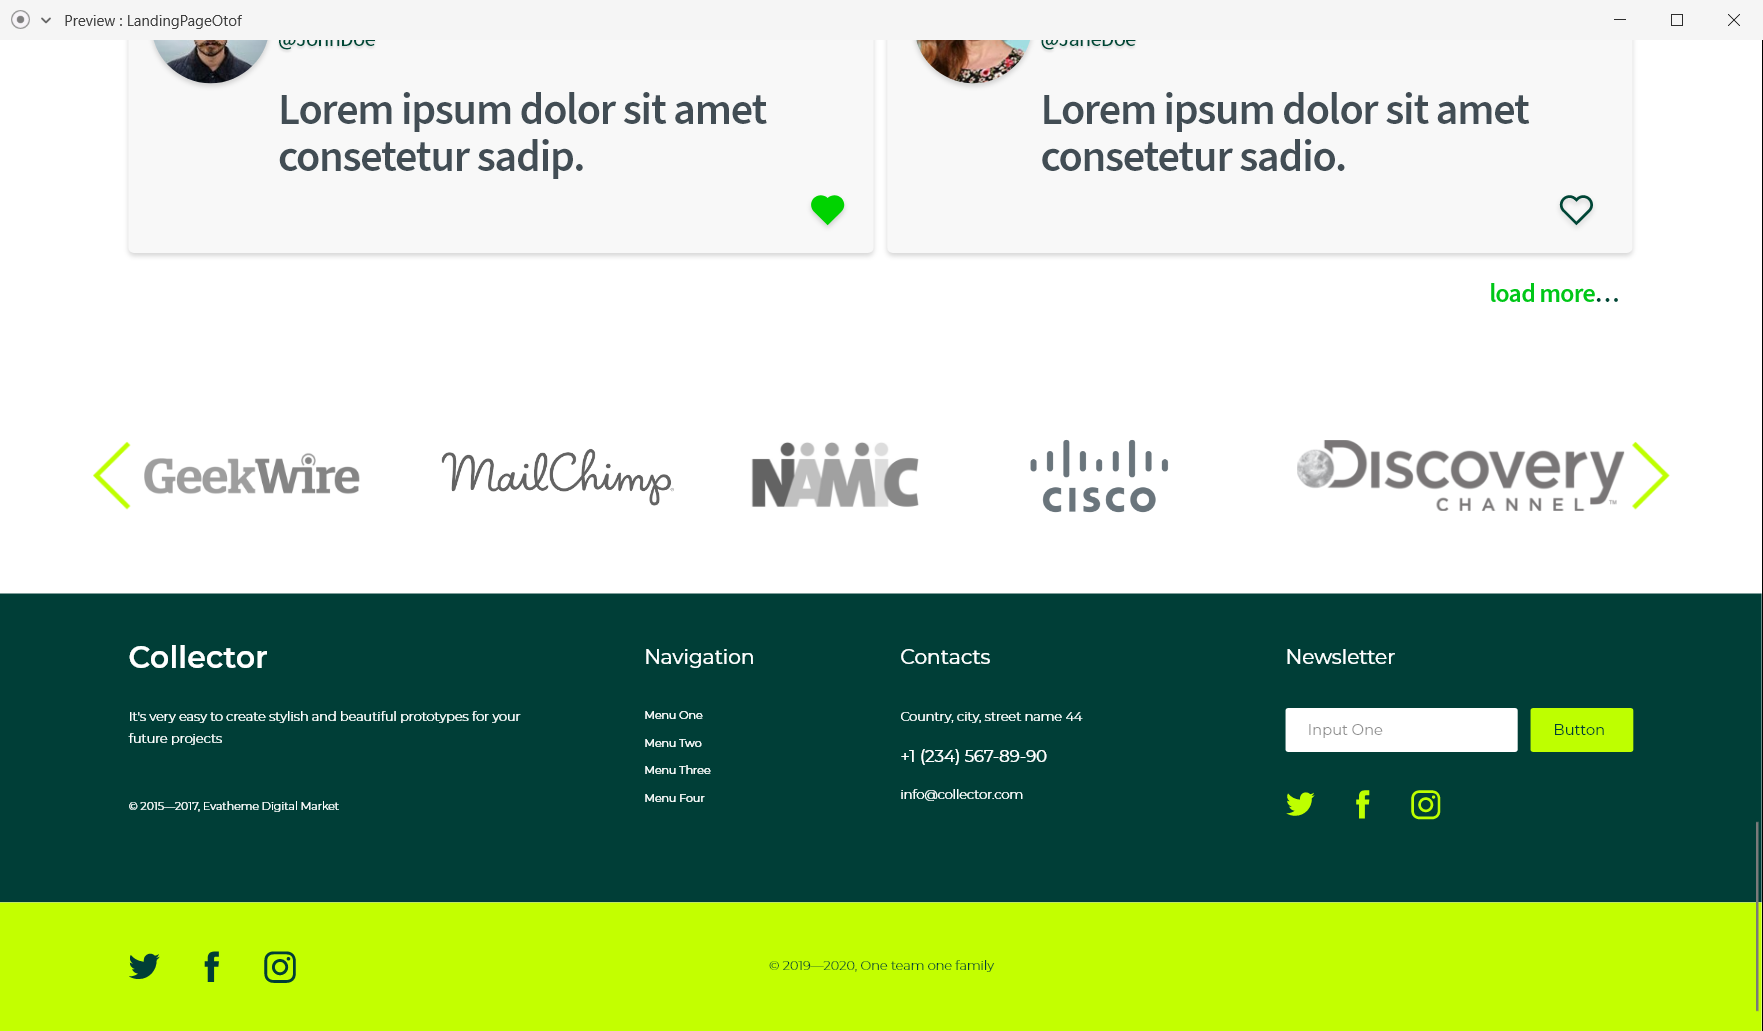 Preview : LandingPageOtof
@JohnDoe
Lorem ipsum dolor sit amet
consetetur sadip.
@JaneDoe
Lorem ipsum dolor sit amet
consetetur sadio.
load more...
GeekWire
MailChimp
NAMIC
CISCO
Discovery
CHANNEL
TM
Collector
It's very easy to create stylish and beautiful prototypes for your
future projects
© 2015—2017, Evatheme Digital Market
Navigation
Menu One
Menu Two
Menu Three
Menu Four
Contacts
Country, city, street name 44
+1 (234) 567-89-90
info@collector.com
Newsletter
Input One
Button
© 2019—2020, One team one family